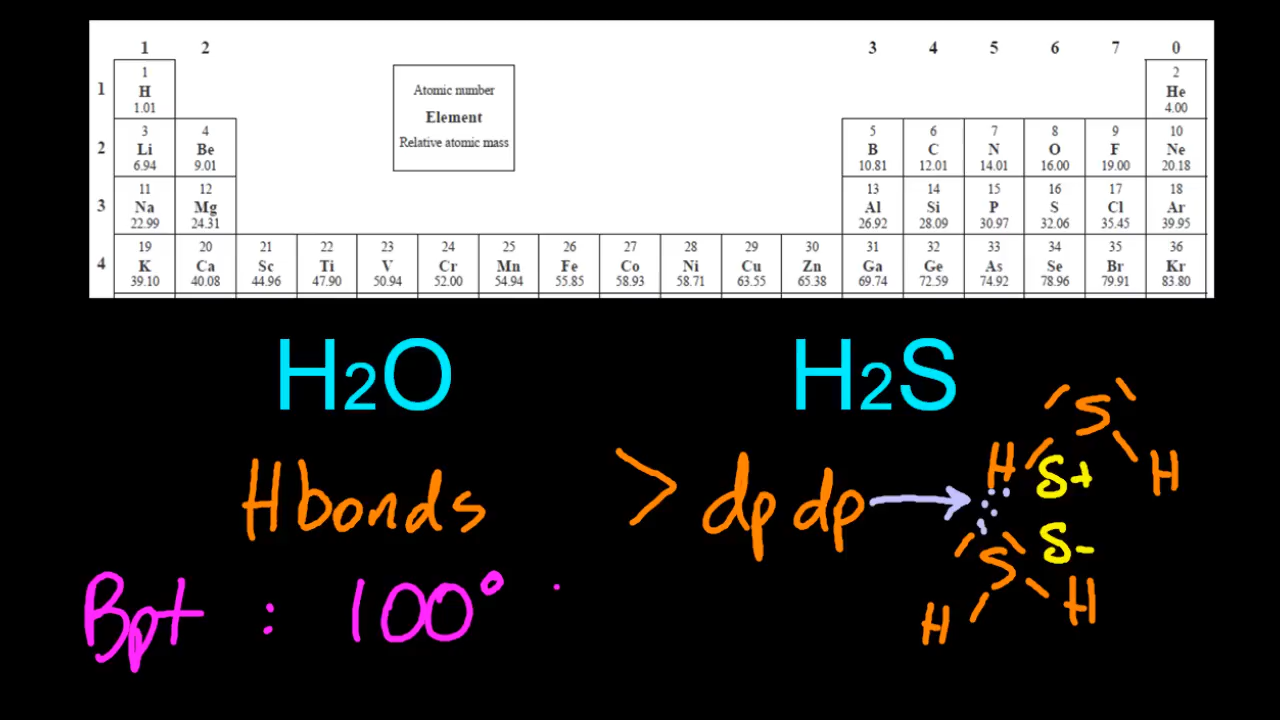 1 2 3 4 5 6 7 0
1 1 2
H Atomic number He
1.01 Element 4.00
Relative atomic mass
2 3 4 5 6 7 8 9 10
Li Be B C N O F Ne
6.94 9.01 10.81 12.01 14.01 16.00 19.00 20.18
3 11 12 13 14 15 16 17 18
Na Mg Al Si P S Cl Ar
22.99 24.31 26.92 28.09 30.97 32.06 35.45 39.95
4 19 20 21 22 23 24 25 26 27 28 29 30 31 32 33 34 35 36
K Ca Sc Ti V Cr Mn Fe Co Ni Cu Zn Ga Ge As Se Br Kr
39.10 40.08 44.96 47.90 50.94 52.00 54.94 55.85 58.93 58.71 63.55 65.38 69.74 72.59 74.92 78.96 79.91 83.80
H2O H2S
S
H δ+ H
H bonds > dp dp
δ-
S
H H
Bpt : 100°